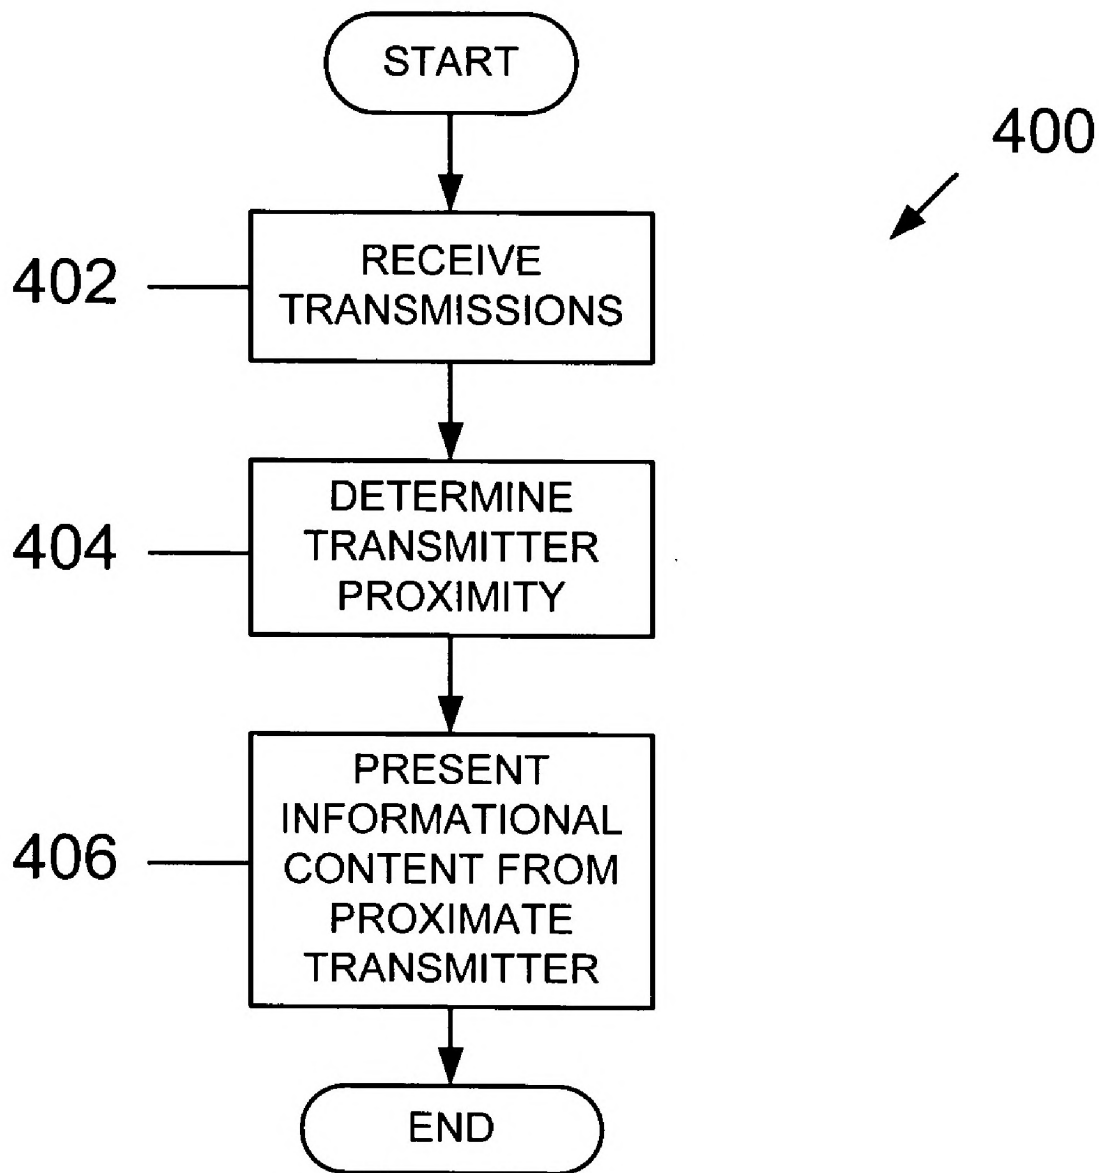 START
400
402
RECEIVE
TRANSMISSIONS
404
DETERMINE
TRANSMITTER
PROXIMITY
406
PRESENT
INFORMATIONAL
CONTENT FROM
PROXIMATE
TRANSMITTER
END